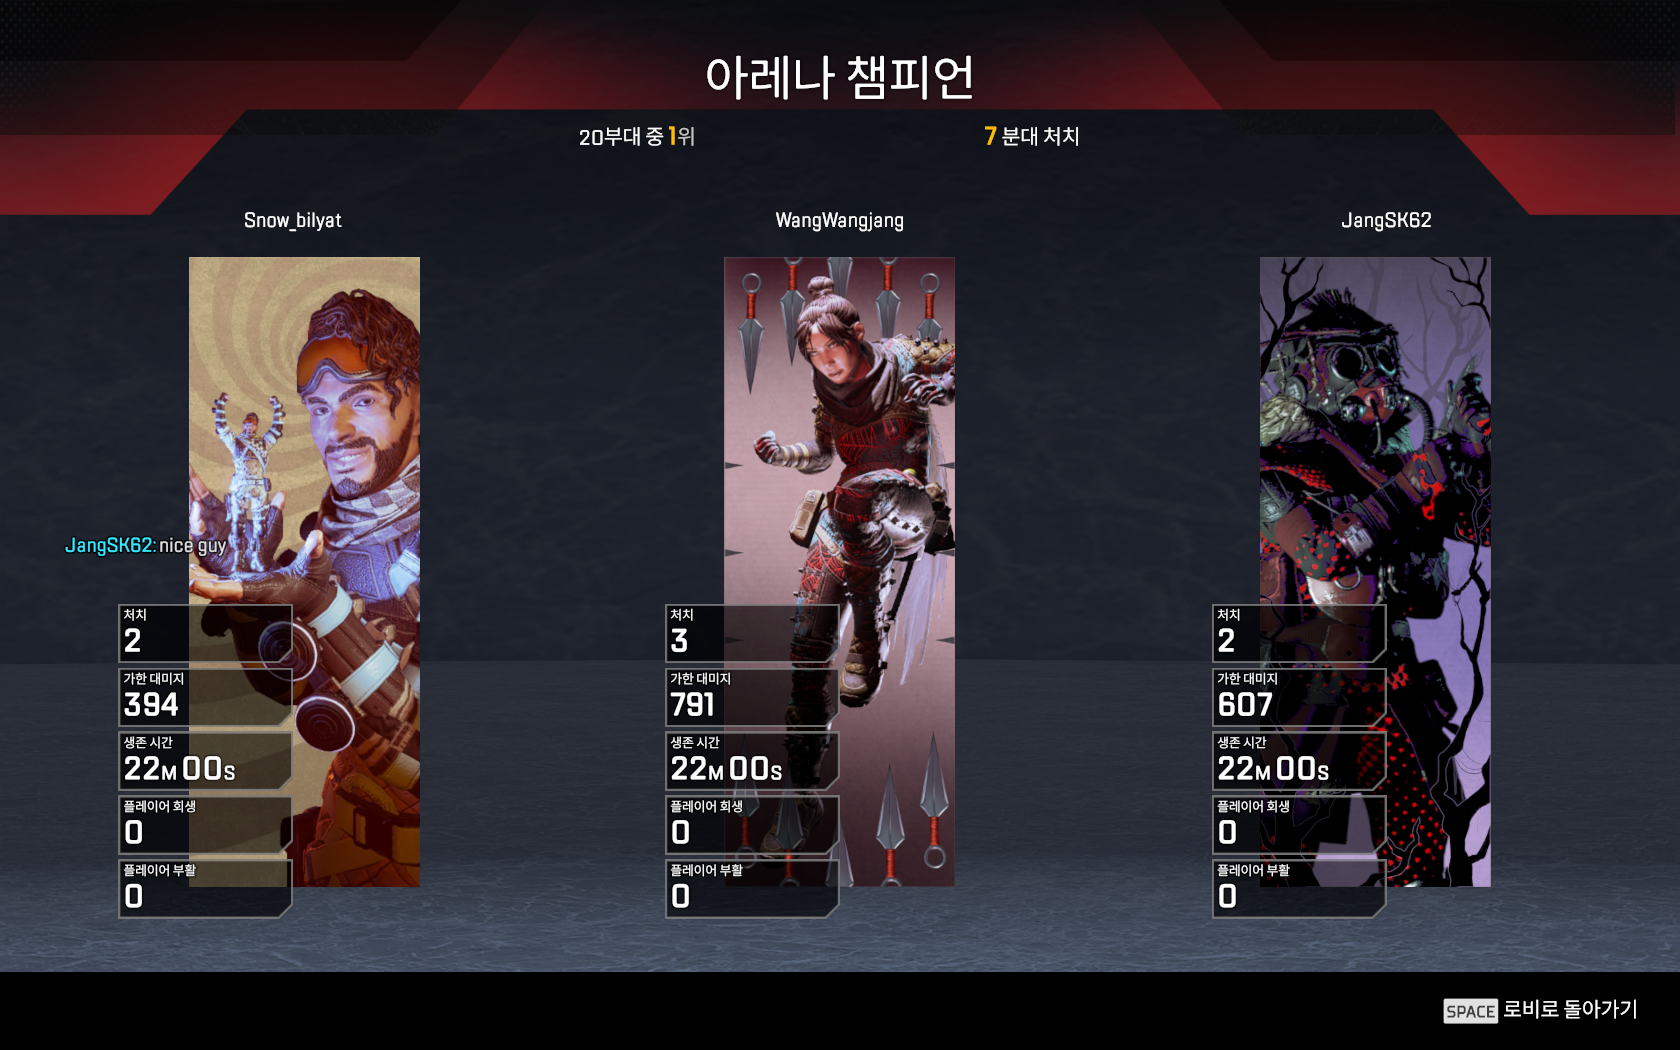 아레나 챔피언
20부대 중 1위
7 분대 처치
Snow_bilyat
WangWangjang
JangSK62
JangSK62: nice guy
처치
2
가한 대미지
394
생존 시간
22M 00S
플레이어 회생
0
플레이어 부활
0
처치
3
가한 대미지
791
생존 시간
22M 00S
플레이어 회생
0
플레이어 부활
0
처치
2
가한 대미지
607
생존 시간
22M 00S
플레이어 회생
0
플레이어 부활
0
SPACE 로비로 돌아가기